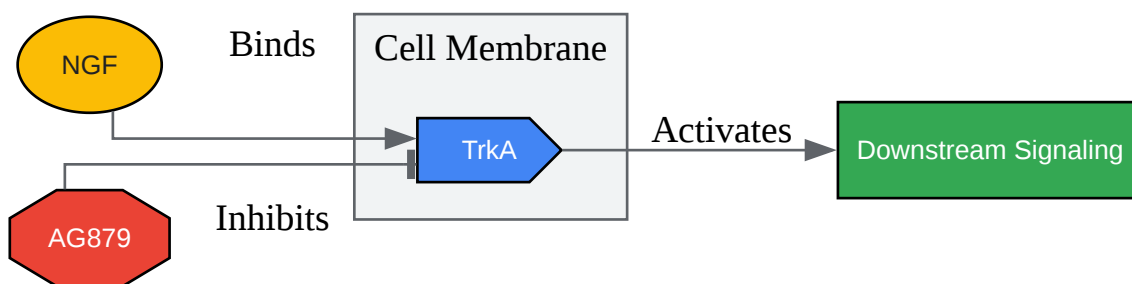 NGF
Binds
Cell Membrane
TrkA
Activates
Downstream Signaling
AG879
Inhibits